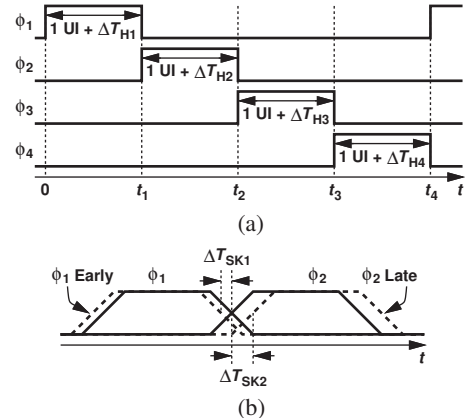 ϕ1
1 UI + ΔTH1
ϕ2
1 UI + ΔTH2
ϕ3
1 UI + ΔTH3
ϕ4
1 UI + ΔTH4
0 t1 t2 t3 t4 t
(a)
ΔTSK1
ϕ1 Early ϕ1 ϕ2 ϕ2 Late
t
ΔTSK2
(b)